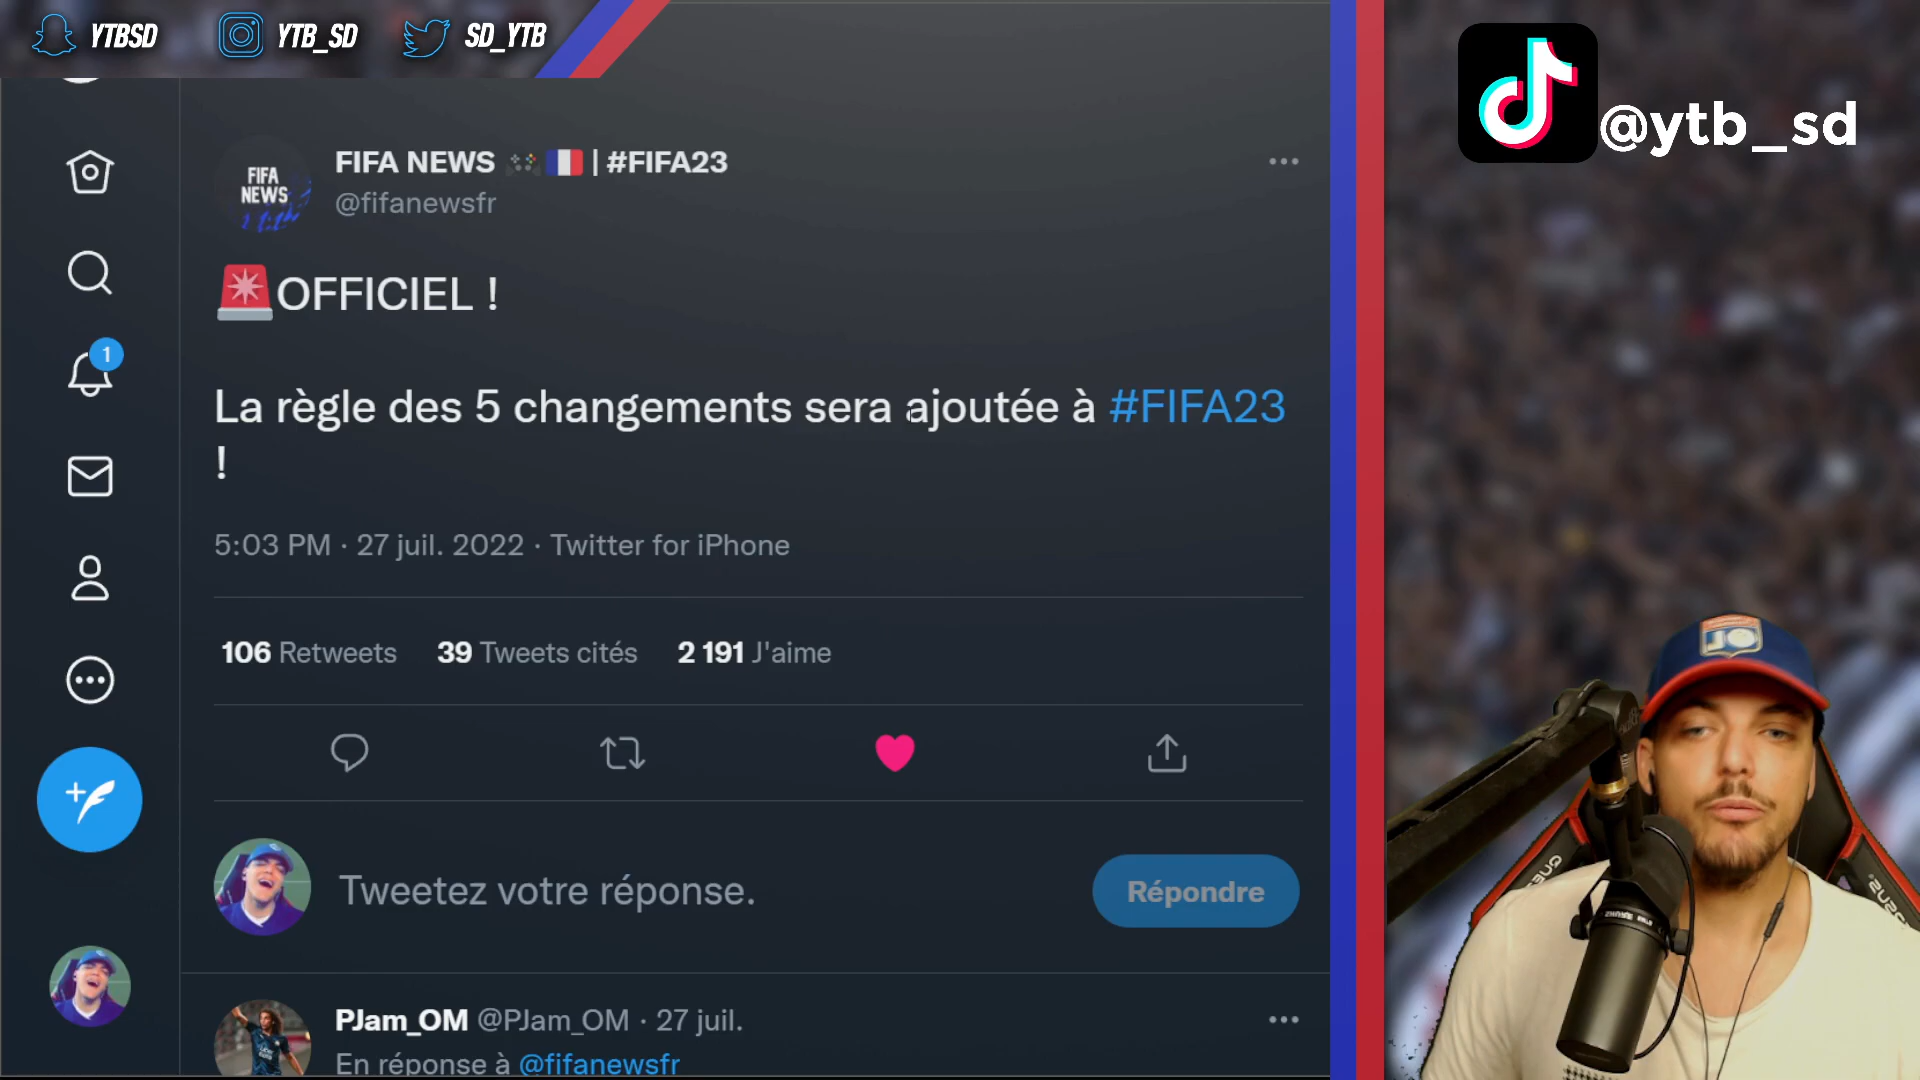 YTBSD YTB_SD SD_YTB
@ytb_sd
FIFA NEWS | #FIFA23
@fifanewsfr
FIFA
NEWS
OFFICIEL !
1
La règle des 5 changements sera ajoutée à #FIFA23
!
5:03 PM · 27 juil. 2022 · Twitter for iPhone
106 Retweets 39 Tweets cités 2 191 J'aime
Tweetez votre réponse.
Répondre
PJam_OM @PJam_OM · 27 juil.
En réponse à @fifanewsfr